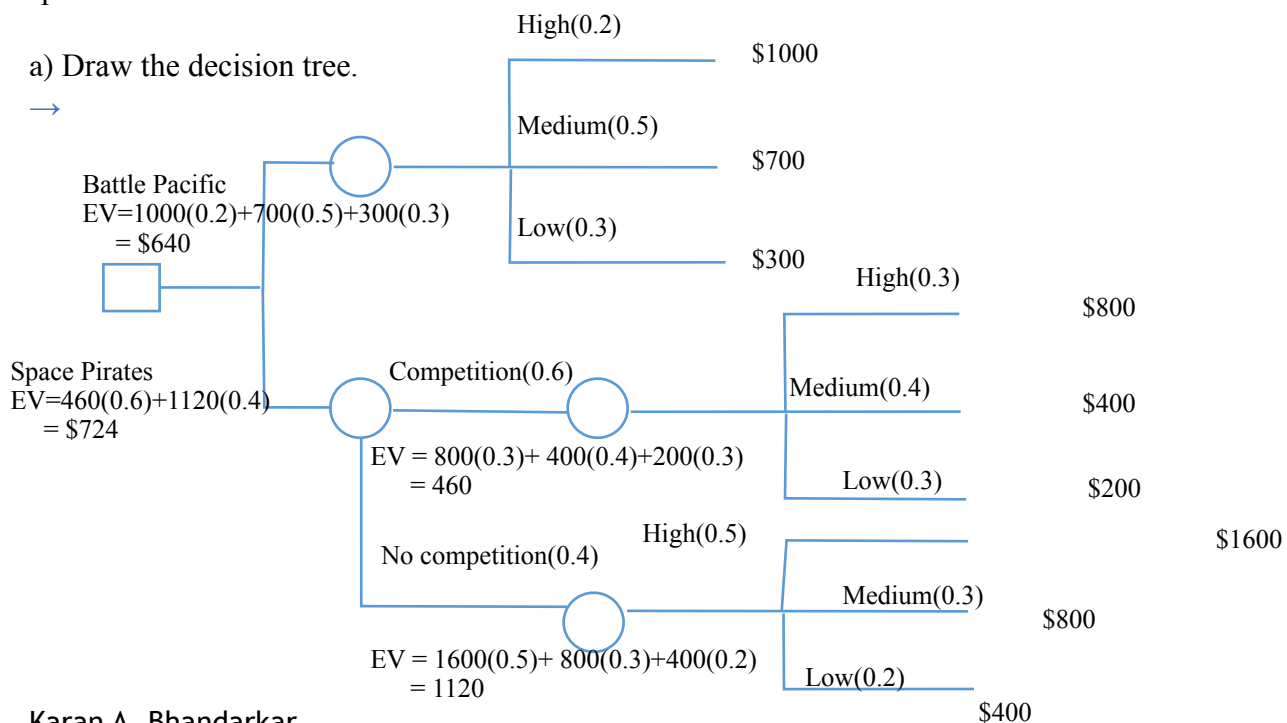 High(0.2)
$1000
a) Draw the decision tree.
→
Medium(0.5)
$700
Battle Pacific
EV=1000(0.2)+700(0.5)+300(0.3)
= $640
Low(0.3)
$300
High(0.3)
$800
Space Pirates
EV=460(0.6)+1120(0.4)
= $724
Competition(0.6)
Medium(0.4)
$400
EV = 800(0.3)+ 400(0.4)+200(0.3)
= 460
Low(0.3)
$200
High(0.5)
$1600
No competition(0.4)
Medium(0.3)
$800
EV = 1600(0.5)+ 800(0.3)+400(0.2)
= 1120
Low(0.2)
$400
Karan A. Bhandarkar